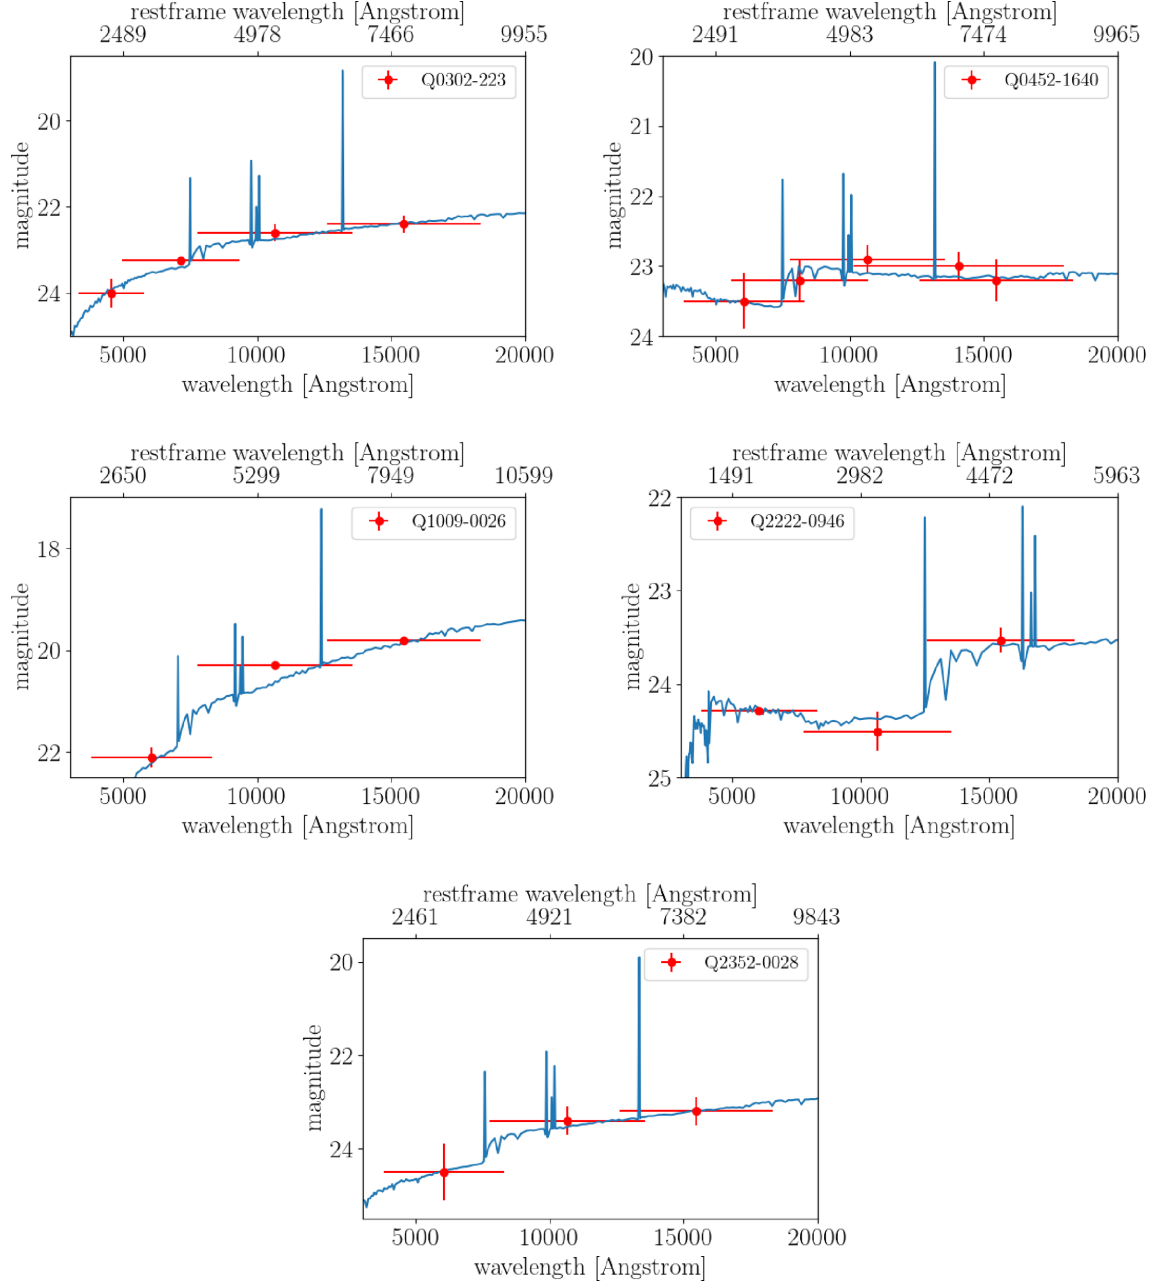 restframe wavelength [Angstrom]
2489 4978 7466 9955
Q0302-223
20
22
24
magnitude
5000 10000 15000 20000
wavelength [Angstrom]
restframe wavelength [Angstrom]
2491 4983 7474 9965
Q0452-1640
20
21
22
23
24
magnitude
5000 10000 15000 20000
wavelength [Angstrom]
restframe wavelength [Angstrom]
2650 5299 7949 10599
Q1009-0026
18
20
22
magnitude
5000 10000 15000 20000
wavelength [Angstrom]
restframe wavelength [Angstrom]
1491 2982 4472 5963
Q2222-0946
22
23
24
25
magnitude
5000 10000 15000 20000
wavelength [Angstrom]
restframe wavelength [Angstrom]
2461 4921 7382 9843
Q2352-0028
20
22
24
magnitude
5000 10000 15000 20000
wavelength [Angstrom]